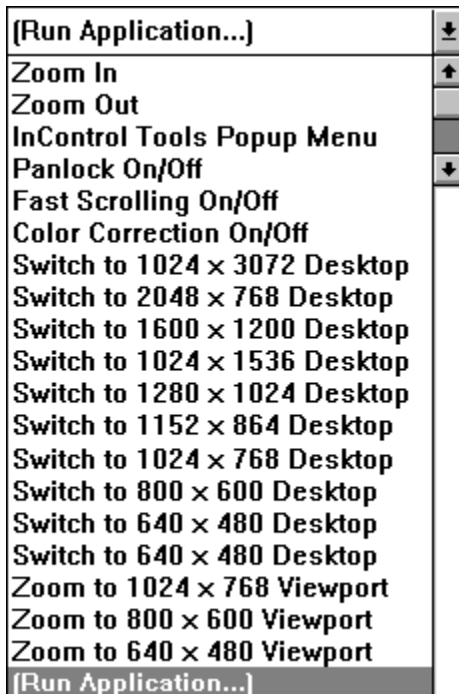 (Run Application...)
Zoom In
Zoom Out
InControl Tools Popup Menu
Panlock On/Off
Fast Scrolling On/Off
Color Correction On/Off
Switch to 1024 × 3072 Desktop
Switch to 2048 × 768 Desktop
Switch to 1600 × 1200 Desktop
Switch to 1024 × 1536 Desktop
Switch to 1280 × 1024 Desktop
Switch to 1152 × 864 Desktop
Switch to 1024 × 768 Desktop
Switch to 800 × 600 Desktop
Switch to 640 × 480 Desktop
Switch to 640 × 480 Desktop
Zoom to 1024 × 768 Viewport
Zoom to 800 × 600 Viewport
Zoom to 640 × 480 Viewport
(Run Application...)